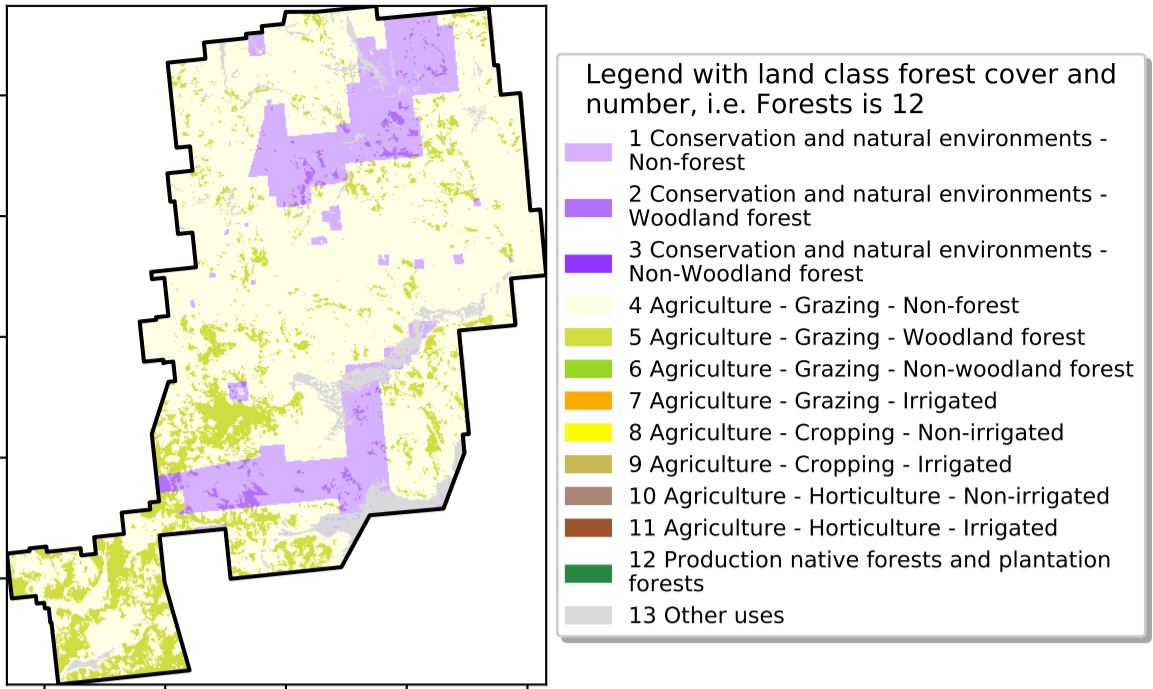 Legend with land class forest cover and
number, i.e. Forests is 12
1 Conservation and natural environments -
Non-forest
2 Conservation and natural environments -
Woodland forest
3 Conservation and natural environments -
Non-Woodland forest
4 Agriculture - Grazing - Non-forest
5 Agriculture - Grazing - Woodland forest
6 Agriculture - Grazing - Non-woodland forest
7 Agriculture - Grazing - Irrigated
8 Agriculture - Cropping - Non-irrigated
9 Agriculture - Cropping - Irrigated
10 Agriculture - Horticulture - Non-irrigated
11 Agriculture - Horticulture - Irrigated
12 Production native forests and plantation
forests
13 Other uses